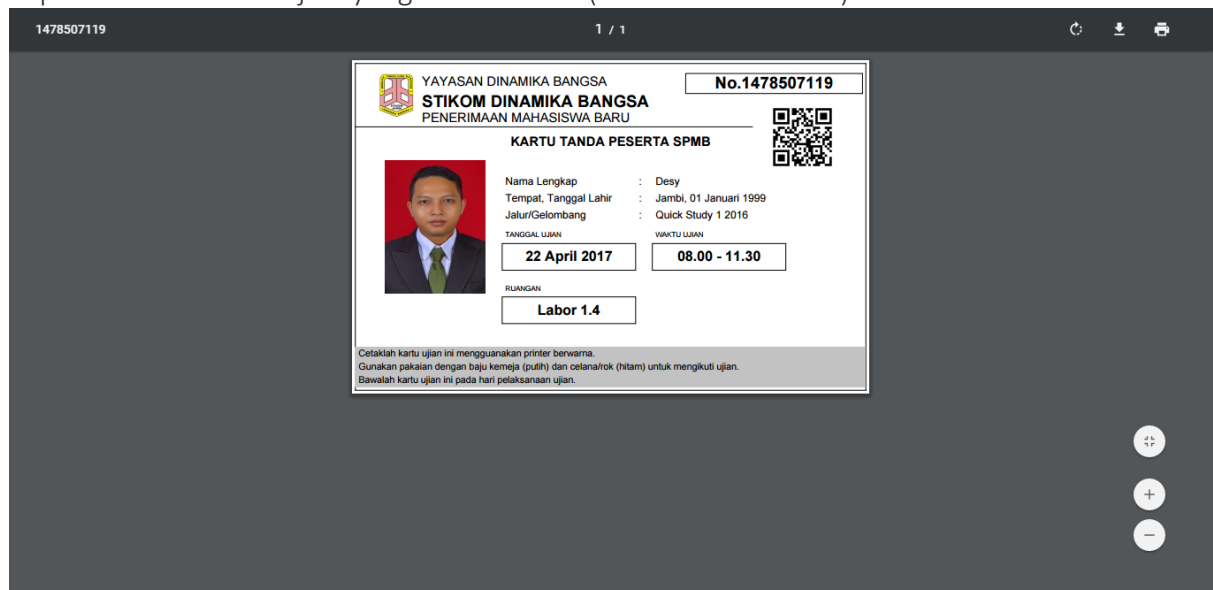 1478507119
1 / 1
YAYASAN DINAMIKA BANGSA
No.1478507119
STIKOM DINAMIKA BANGSA
PENERIMAAN MAHASISWA BARU
KARTU TANDA PESERTA SPMB
Nama Lengkap : Desy
Tempat, Tanggal Lahir : Jambi, 01 Januari 1999
Jalur/Gelombang : Quick Study 1 2016
TANGGAL UJIAN WAKTU UJIAN
22 April 2017 08.00 - 11.30
RUANGAN
Labor 1.4
Cetaklah kartu ujian ini mengguanakan printer berwarna.
Gunakan pakaian dengan baju kemeja (putih) dan celana/rok (hitam) untuk mengikuti ujian.
Bawalah kartu ujian ini pada hari pelaksanaan ujian.